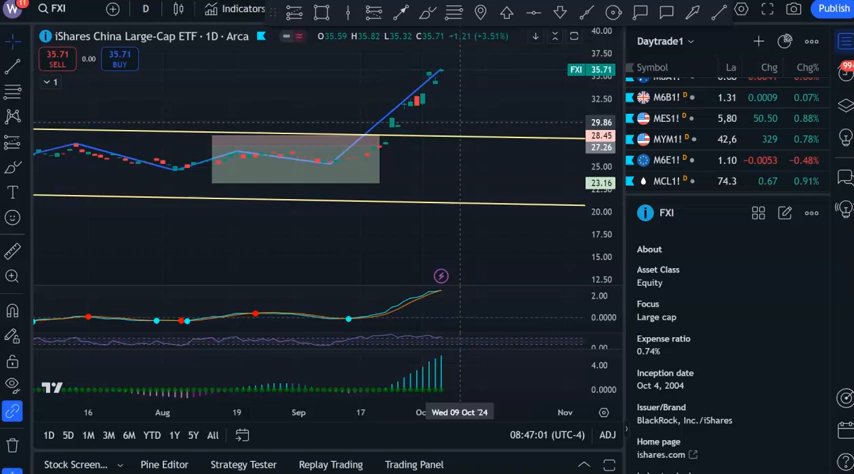 W 11 FXI D Indicators Publish
iShares China Large-Cap ETF · 1D · Arca O35.59 H35.82 L35.32 C35.71 +1.21 (+3.51%)
35.71 SELL
0.00
35.71 BUY
1
40.00
37.50
FXI 35.71
32.50
29.86
28.45
27.26
25.00
23.16
20.00
17.50
15.00
12.50
2.00
0.0000
0.00
4.00
0.0000
16 Aug 19 Sep 17 Oc Wed 09 Oct '24 Nov
1D 5D 1M 3M 6M YTD 1Y 5Y All 08:47:01 (UTC-4) ADJ
Stock Screen... Pine Editor Strategy Tester Replay Trading Trading Panel
Daytrade1
Symbol La Chg Chg%
M6B1! D 1.31 0.0009 0.07%
MES1! D 5,80 50.50 0.88%
MYM1! D 42,6 329 0.78%
M6E1! D 1.10 -0.0053 -0.48%
MCL1! D 74.3 0.67 0.91%
FXI
About
Asset Class
Equity
Focus
Large cap
Expense ratio
0.74%
Inception date
Oct 4, 2004
Issuer/Brand
BlackRock, Inc./iShares
Home page
ishares.com
99+